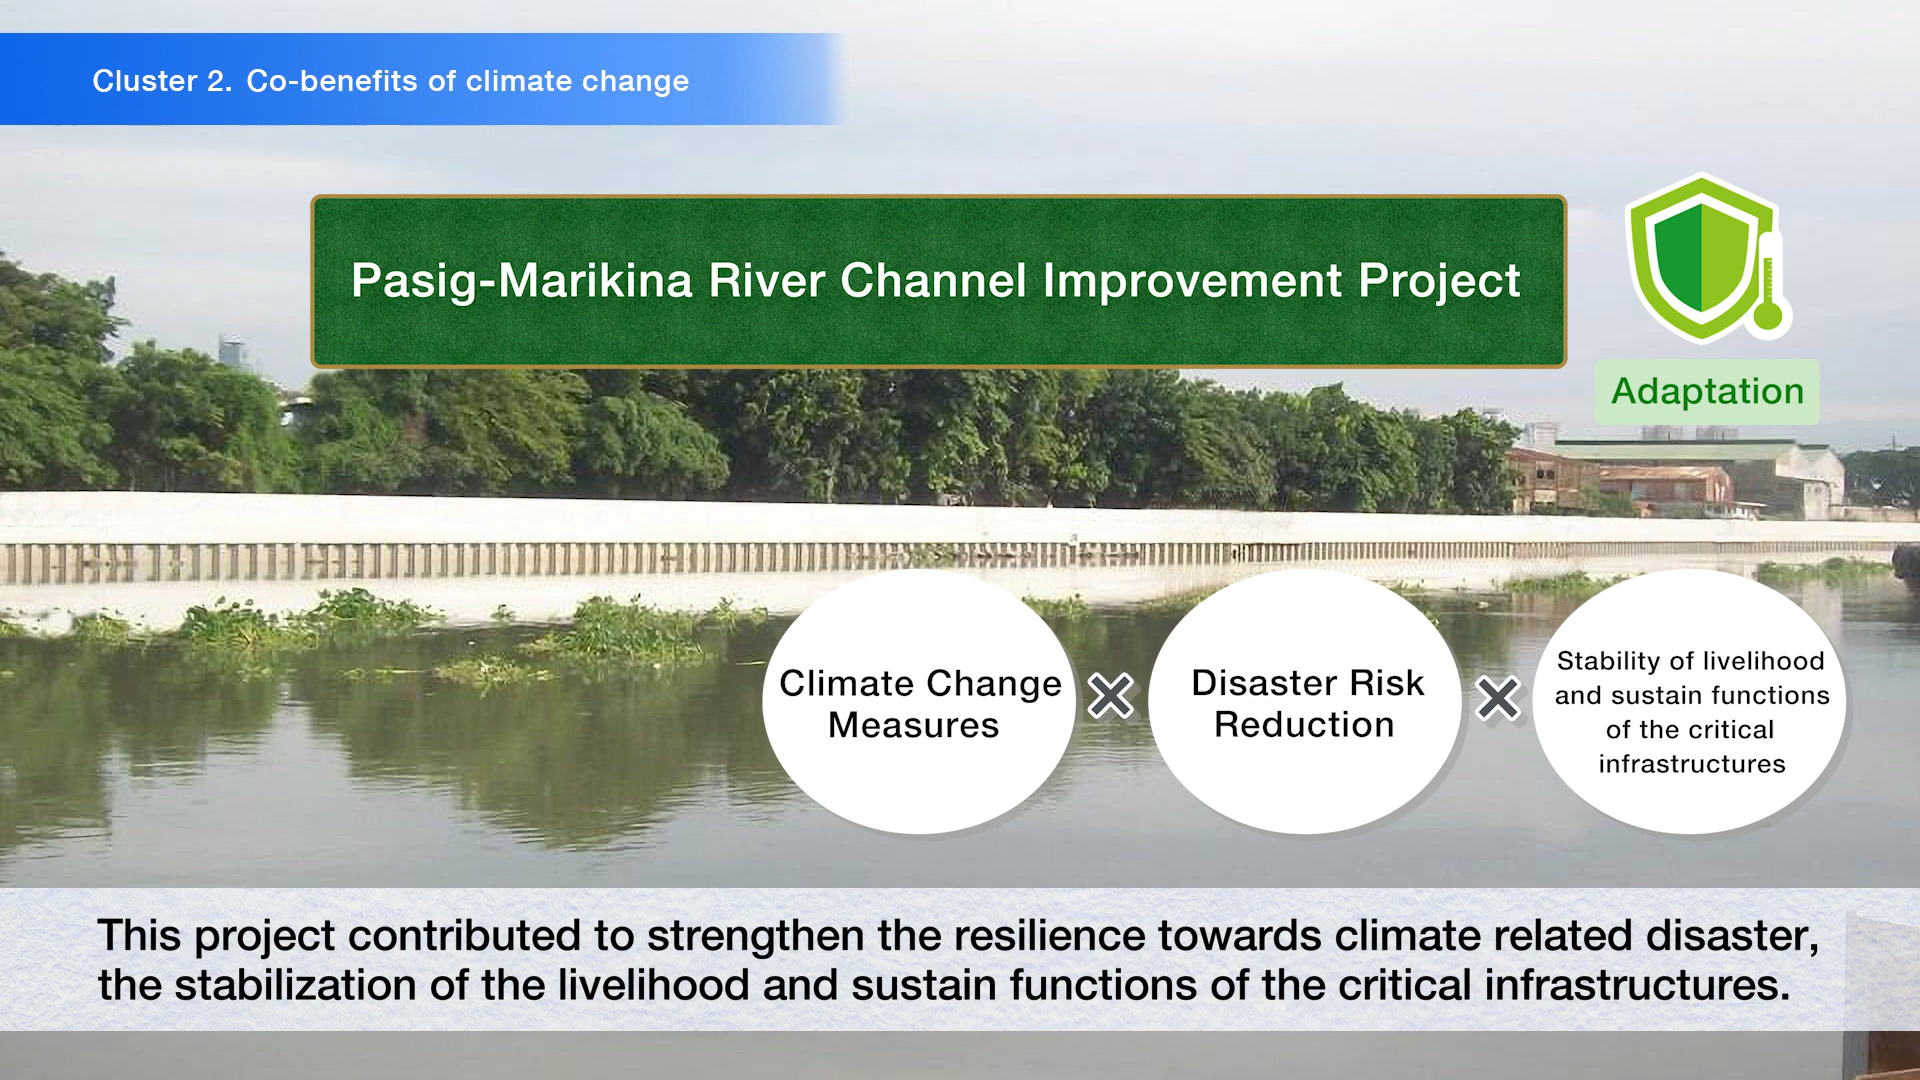 Cluster 2. Co-benefits of climate change
Pasig-Marikina River Channel Improvement Project
Adaptation
Climate Change
Measures
Disaster Risk
Reduction
Stability of livelihood
and sustain functions
of the critical
infrastructures
This project contributed to strengthen the resilience towards climate related disaster,
the stabilization of the livelihood and sustain functions of the critical infrastructures.